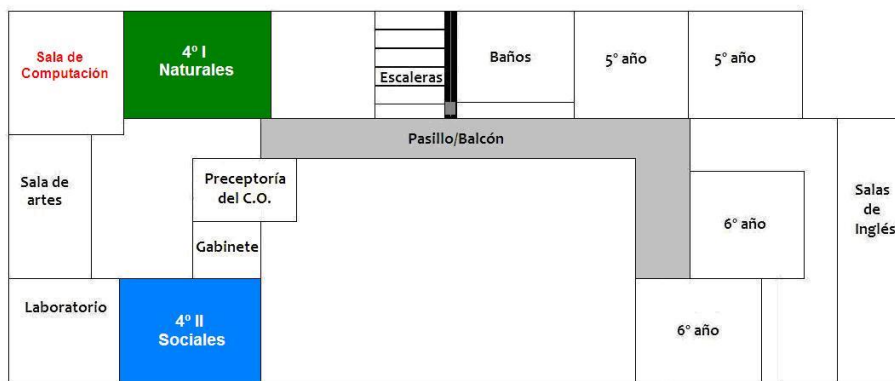 Sala de
Computación
4º I
Naturales
Escaleras
Baños
5° año
5° año
Pasillo/Balcón
Sala de
artes
Preceptoría
del C.O.
Gabinete
6° año
Salas
de
Inglés
Laboratorio
4º II
Sociales
6° año